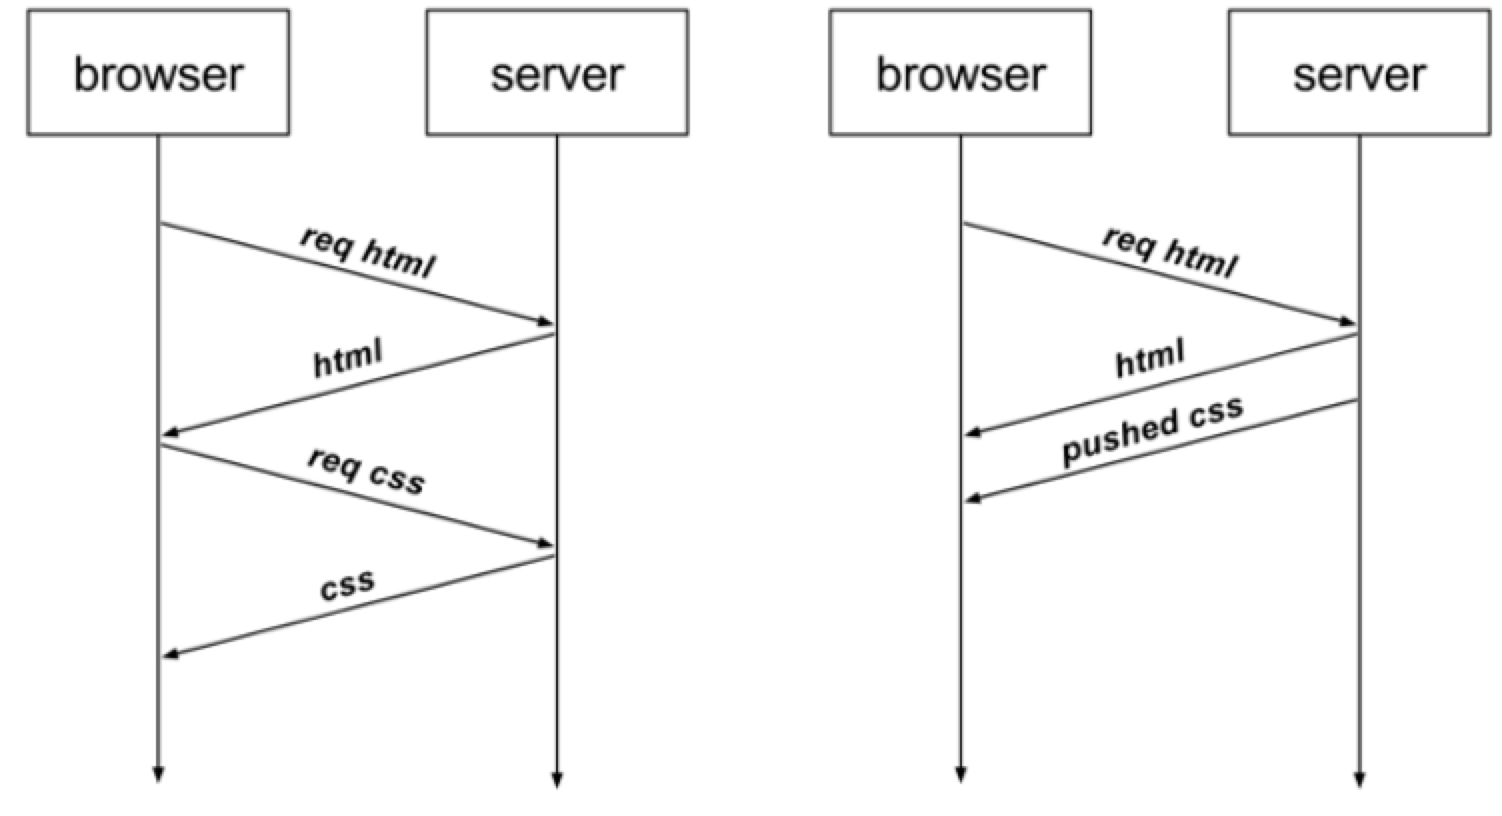 browser
server
req html
html
req css
css
browser
server
req html
html
pushed css